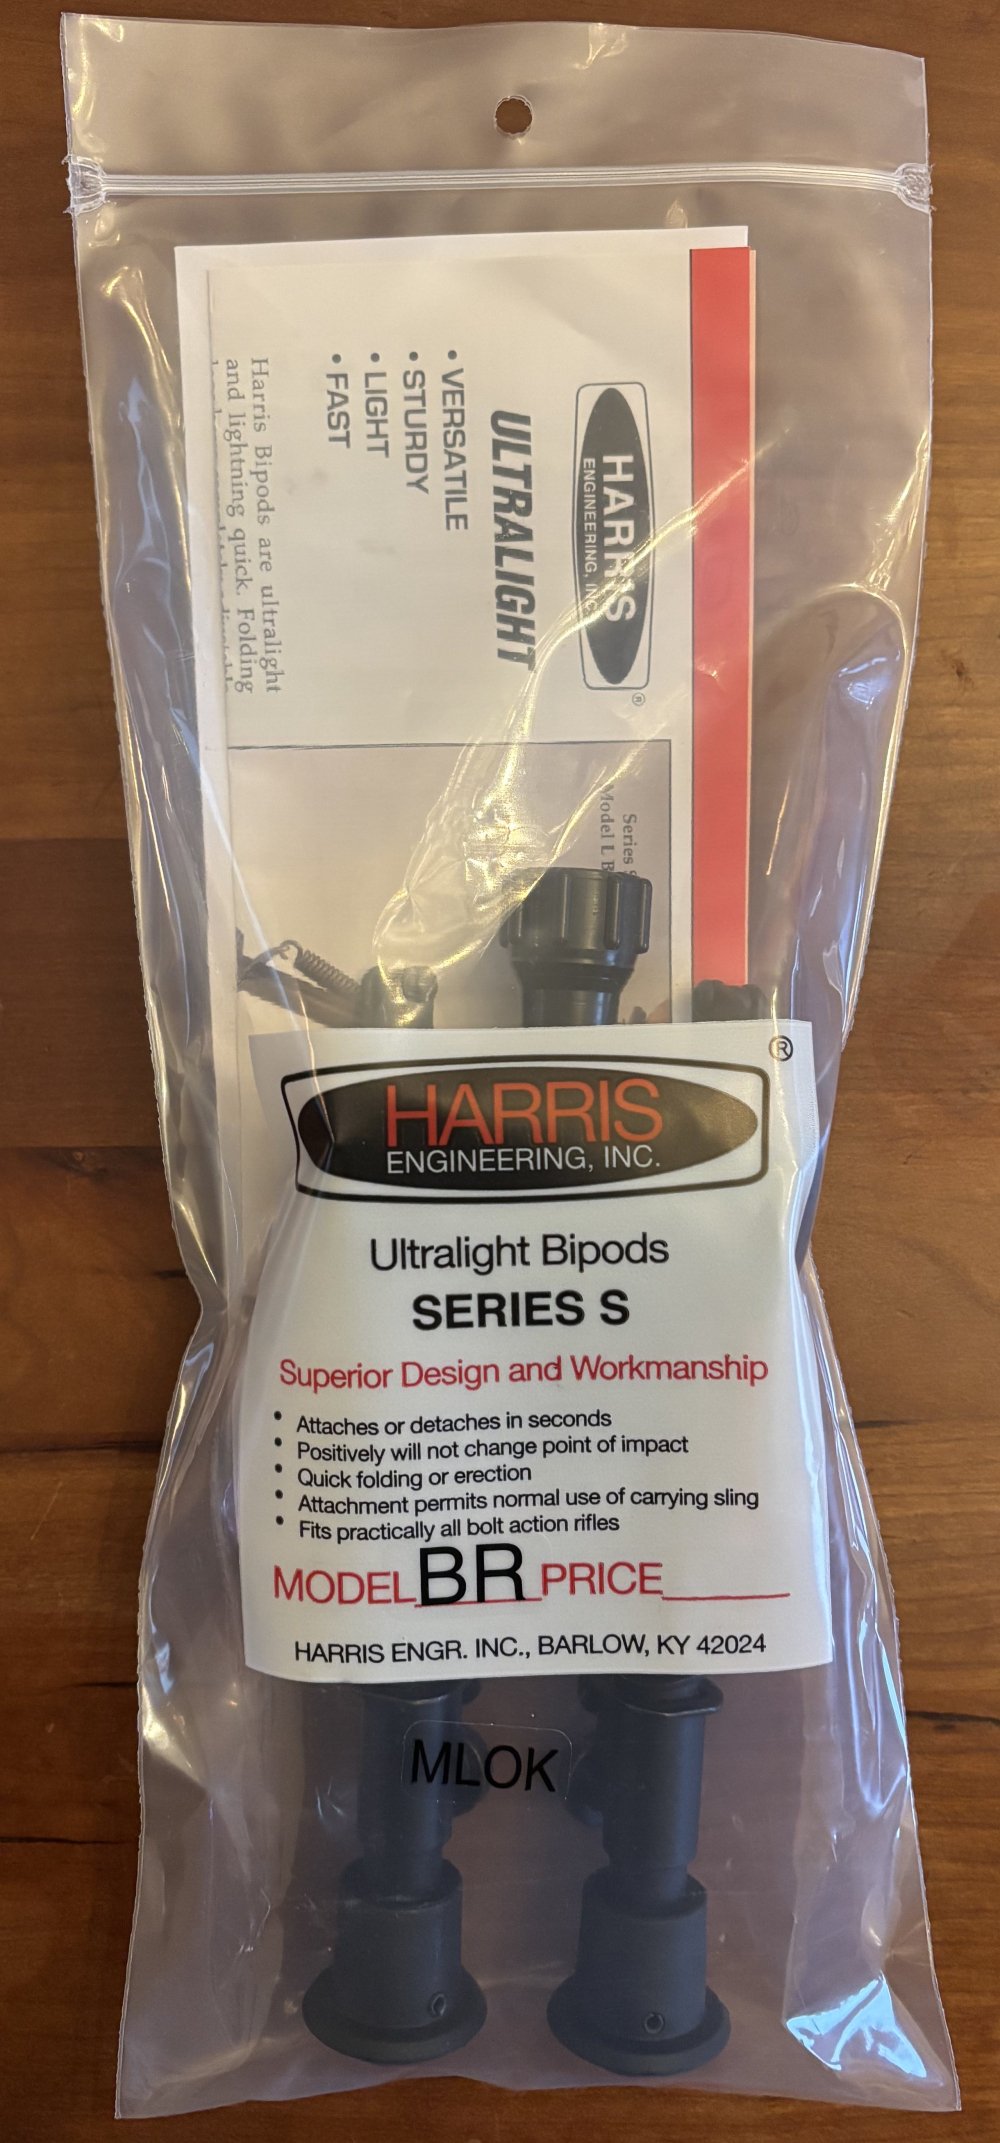 HARRIS
ENGINEERING, INC.
®
ULTRALIGHT
• VERSATILE
• STURDY
• LIGHT
• FAST
Harris Bipods are ultralight
and lightning quick. Folding
Series
Model L B
®
HARRIS
ENGINEERING, INC.
Ultralight Bipods
SERIES S
Superior Design and Workmanship
• Attaches or detaches in seconds
• Positively will not change point of impact
• Quick folding or erection
• Attachment permits normal use of carrying sling
• Fits practically all bolt action rifles
MODEL BR PRICE______
HARRIS ENGR. INC., BARLOW, KY 42024
MLOK